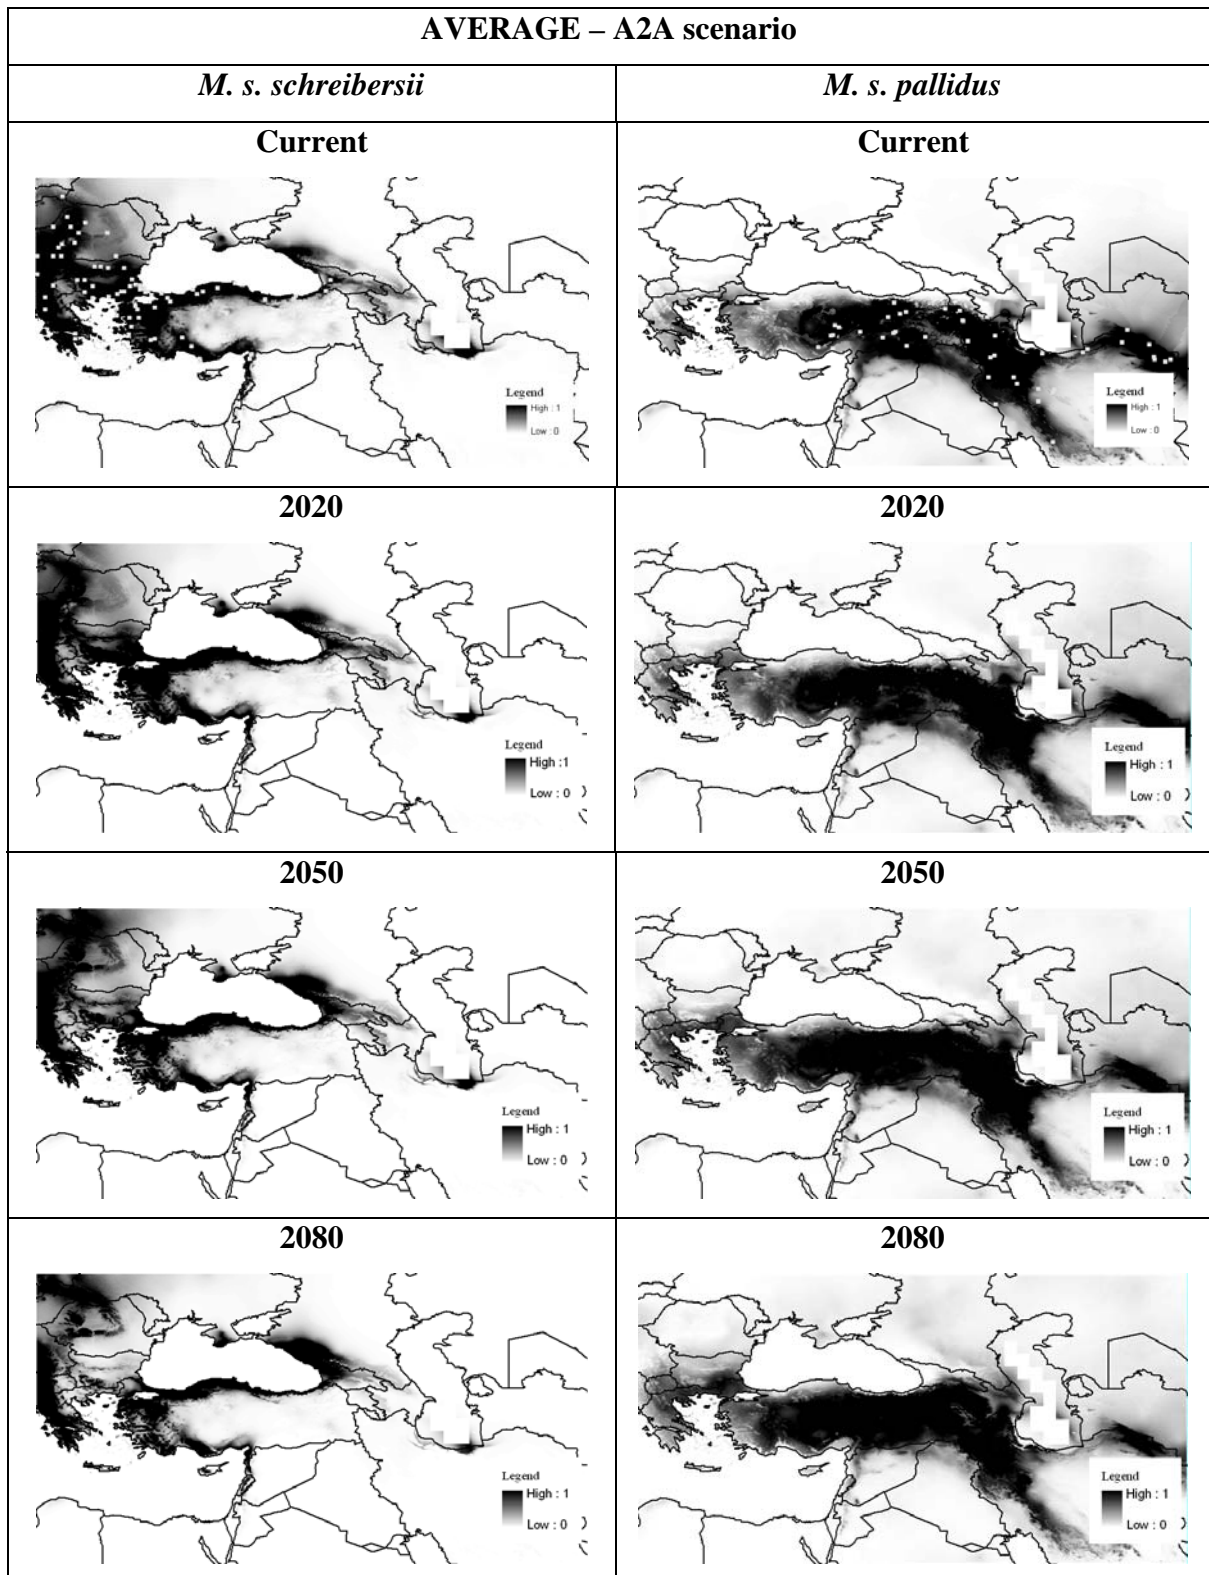 AVERAGE – A2A scenario
M. s. schreibersii
M. s. pallidus
Current
Current
Legend
High : 1
Low : 0
Legend
High : 1
Low : 0
2020
2020
Legend
High :1
Low : 0
Legend
High : 1
Low : 0
2050
2050
Legend
High : 1
Low : 0
Legend
High : 1
Low : 0
2080
2080
Legend
High : 1
Low : 0
Legend
High : 1
Low : 0